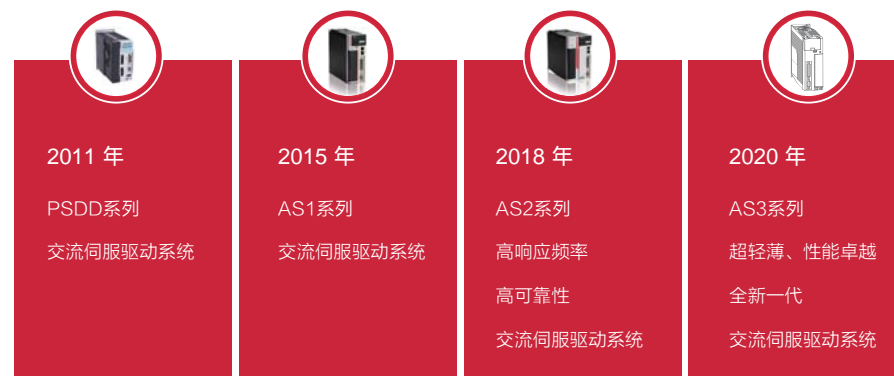 2011 年
PSDD系列
交流伺服驱动系统
2015 年
AS1系列
交流伺服驱动系统
2018 年
AS2系列
高响应频率
高可靠性
交流伺服驱动系统
2020 年
AS3系列
超轻薄、性能卓越
全新一代
交流伺服驱动系统